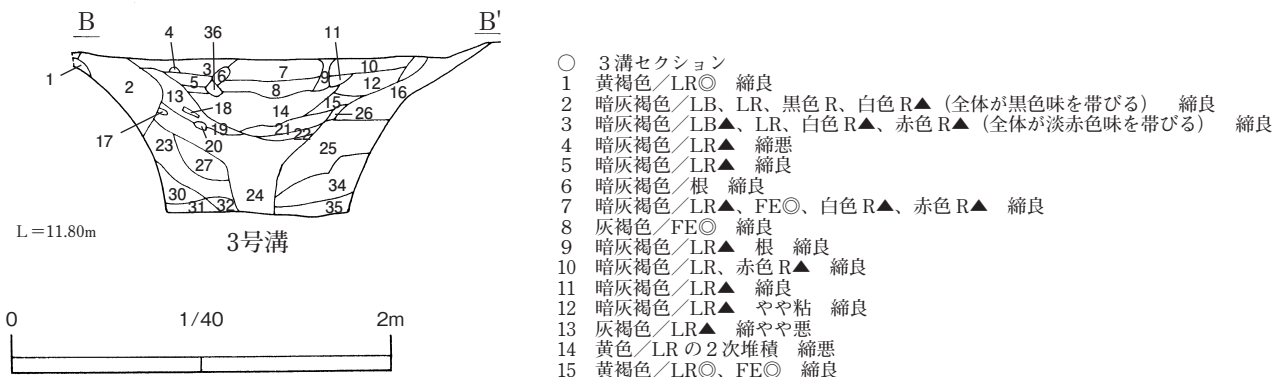 B B'
4 36 11
1 2 3 5 6 7 8 9 10 12 16
13 14 15 26
17 18 19 20 21 22
23 27 24 25
30 31 32 34 35
L=11.80m
3号溝
0 1/40 2m
○ 3溝セクション
1 黄褐色/LR◎ 締良
2 暗灰褐色/LB、LR、黒色R、白色R▲(全体が黒色味を帯びる) 締良
3 暗灰褐色/LB▲、LR、白色R▲、赤色R▲(全体が淡赤色味を帯びる) 締良
4 暗灰褐色/LR▲ 締悪
5 暗灰褐色/LR▲ 締良
6 暗灰褐色/根 締良
7 暗灰褐色/LR▲、FE◎、白色R▲、赤色R▲ 締良
8 灰褐色/FE◎ 締良
9 暗灰褐色/LR▲ 根 締良
10 暗灰褐色/LR、赤色R▲ 締良
11 暗灰褐色/LR▲ 締良
12 暗灰褐色/LR▲ やや粘 締良
13 灰褐色/LR▲ 締やや悪
14 黄色/LRの2次堆積 締悪
15 黄褐色/LR◎、FE◎ 締良